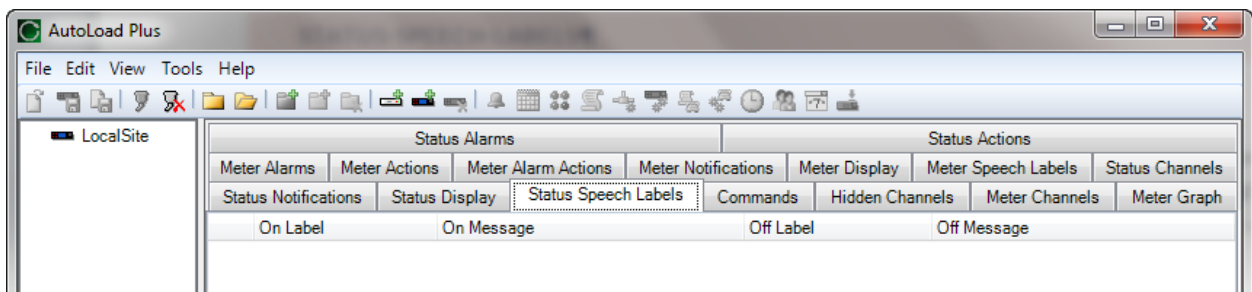 AutoLoad Plus
File Edit View Tools Help
LocalSite
Status Alarms Status Actions
Meter Alarms Meter Actions Meter Alarm Actions Meter Notifications Meter Display Meter Speech Labels Status Channels
Status Notifications Status Display Status Speech Labels Commands Hidden Channels Meter Channels Meter Graph
On Label On Message Off Label Off Message